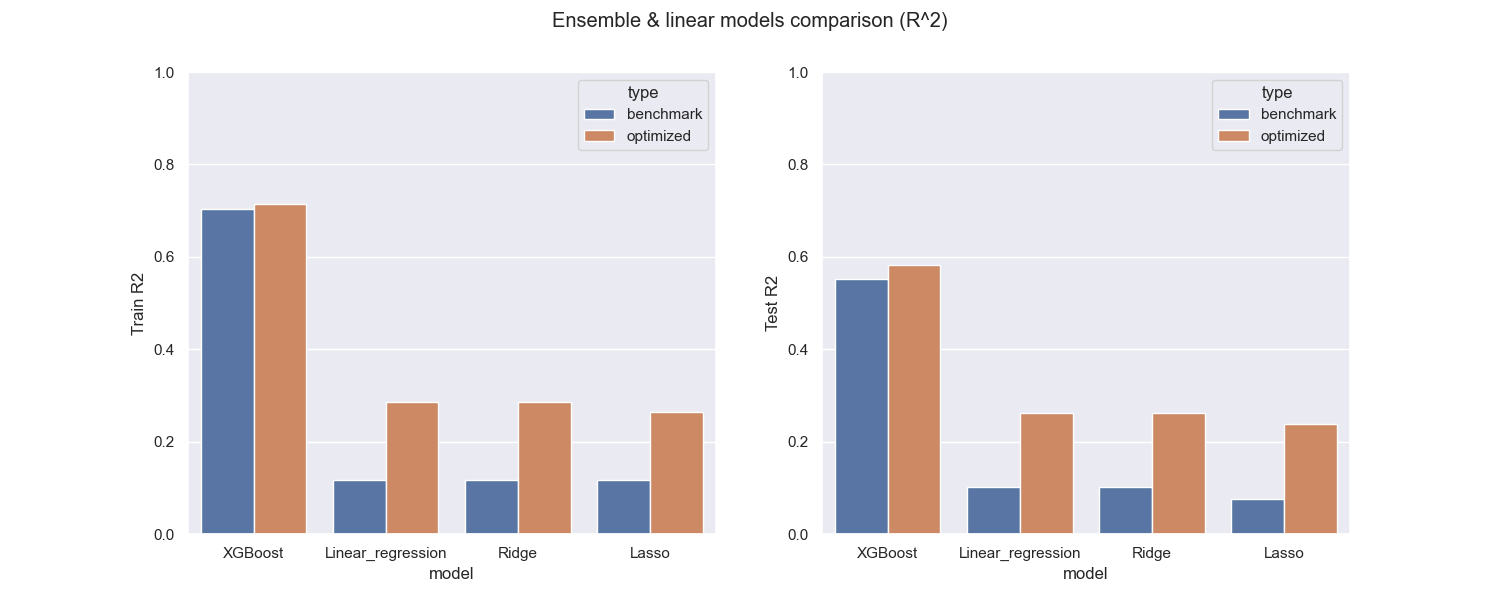 Ensemble & linear models comparison (R^2)
Train R2
1.0
0.8
0.6
0.4
0.2
0.0
type
benchmark
optimized
XGBoost Linear_regression Ridge Lasso
model
Test R2
1.0
0.8
0.6
0.4
0.2
0.0
type
benchmark
optimized
XGBoost Linear_regression Ridge Lasso
model